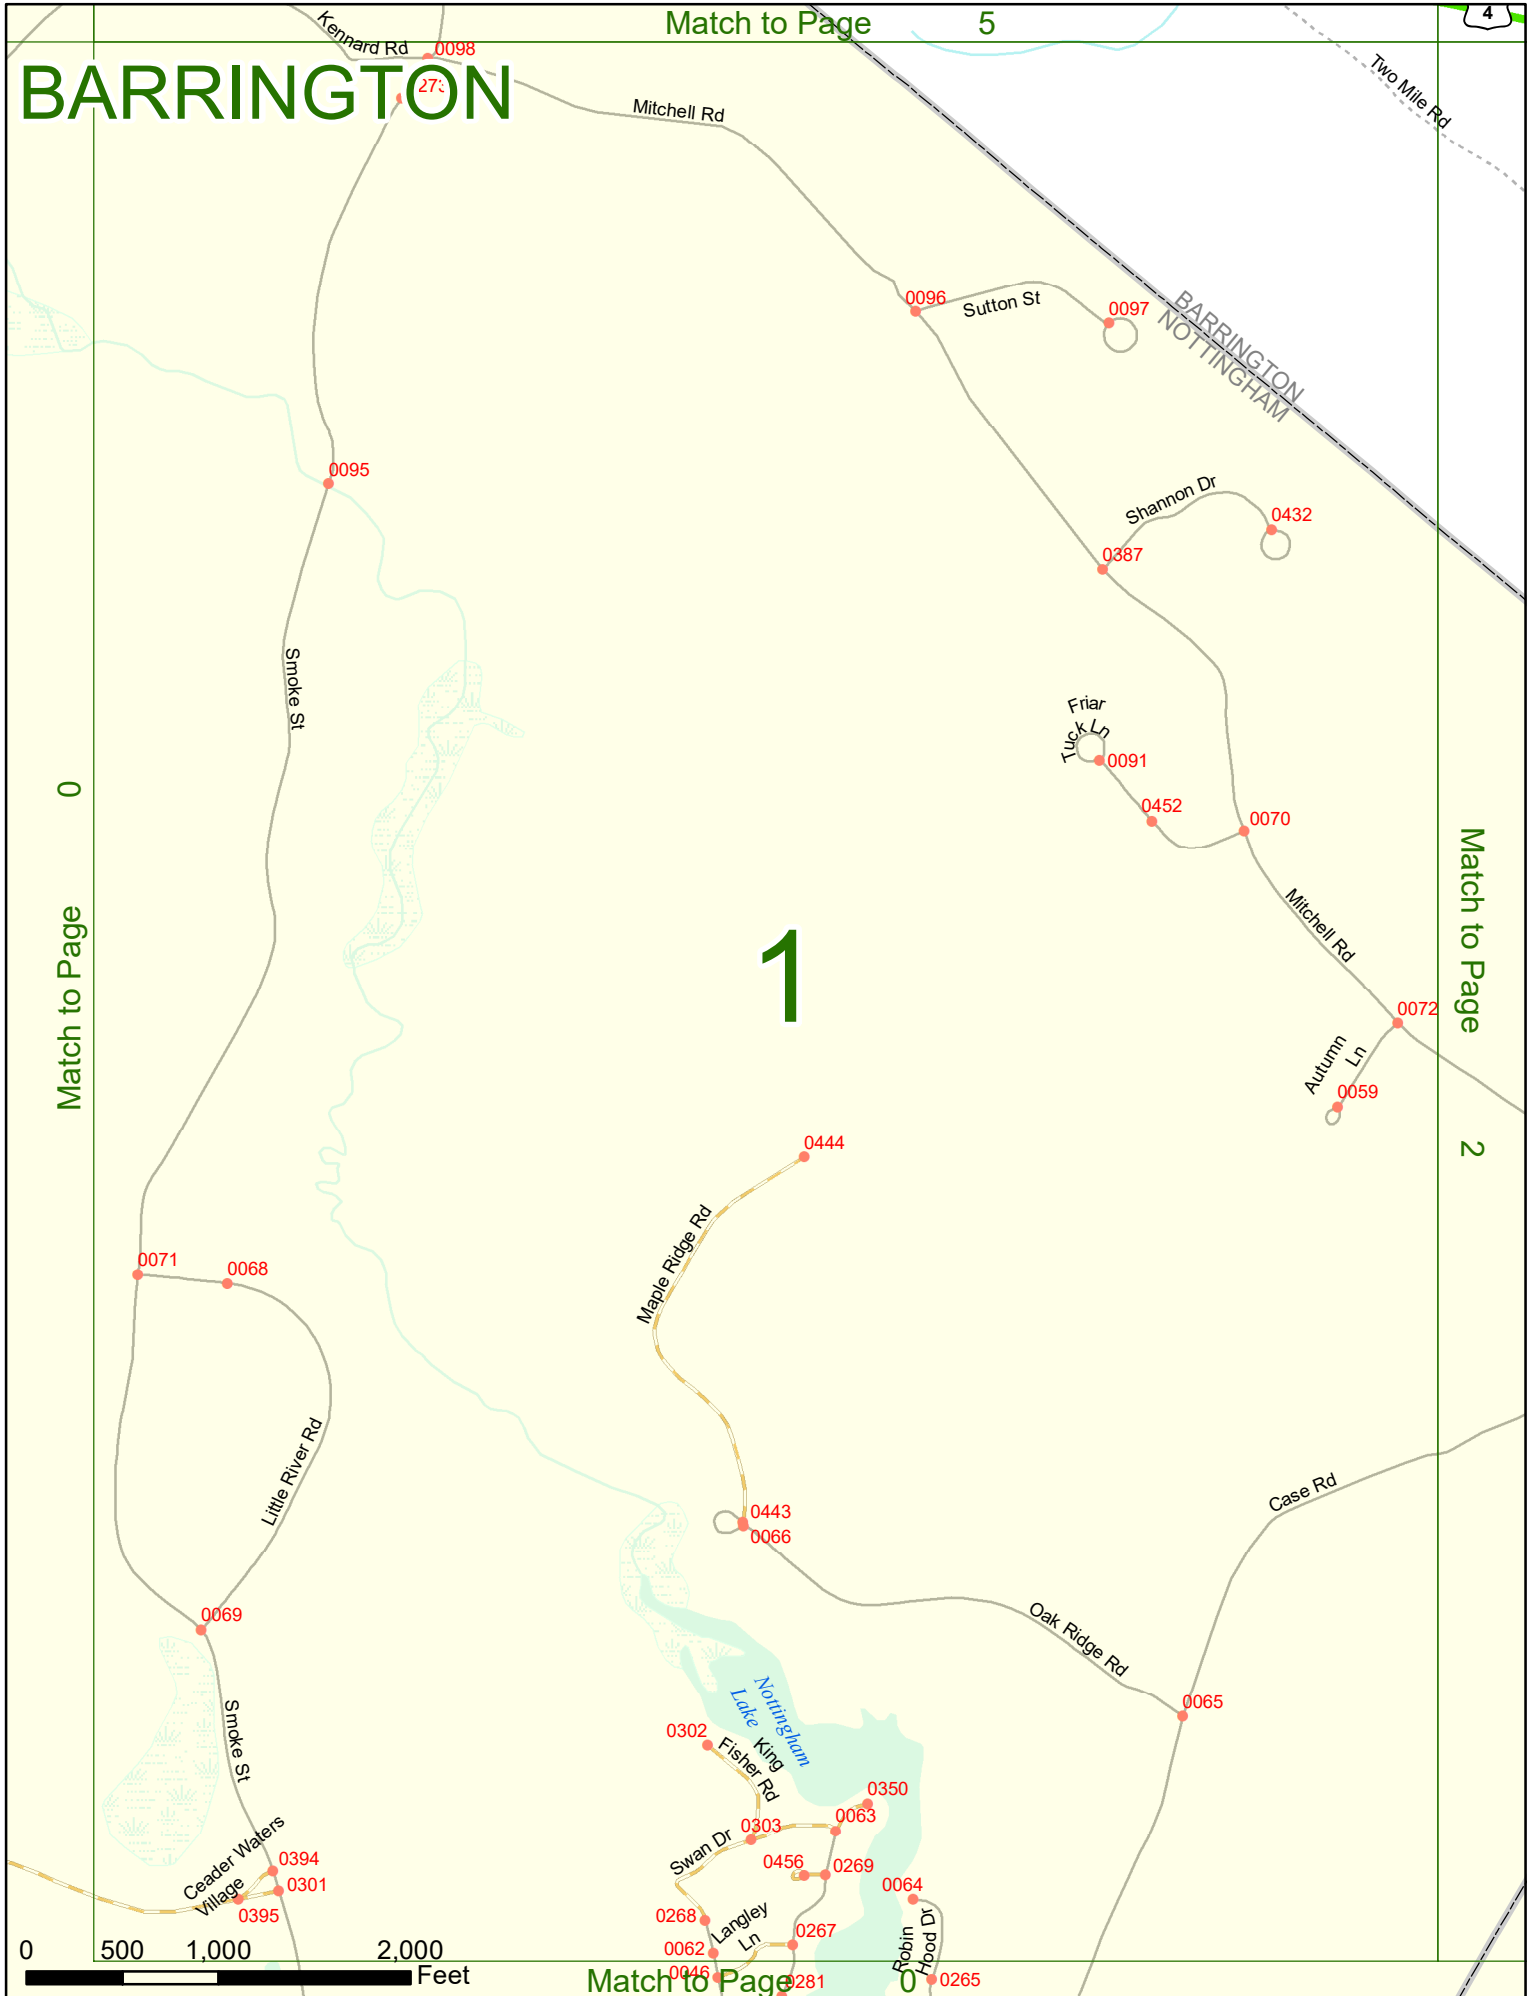 Match to Page 5
4
Kennard Rd
0098
BARRINGTON
Mitchell Rd
Two Mile Rd
0096
Sutton St
0097
BARRINGTON
NOTTINGHAM
0095
Shannon Dr
0432
0387
Smoke St
Friar
Tuck Ln
0091
0452
0070
Match to Page 0
Match to Page 2
1
Mitchell Rd
0072
Autumn
Ln
0059
0444
Maple Ridge Rd
0071
0068
Little River Rd
Case Rd
0443
0066
0069
Oak Ridge Rd
0065
Smoke St
Nottingham
Lake
0302
King
Fisher Rd
0350
0063
0303
Swan Dr
0456
0269
Ceader Waters
Village
0394
0301
0395
0064
0268
Langley
Ln
0267
Robin
Hood Dr
0062
0046
0281
0265
0 500 1,000 2,000
Feet
Match to Page 0